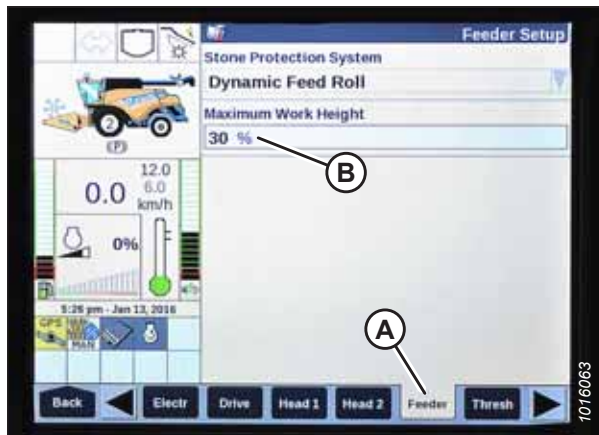 Feeder Setup
Stone Protection System
Dynamic Feed Roll
Maximum Work Height
30 %
B
2
(P)
12.0
0.0 6.0
km/h
0%
F
5:26 pm - Jan 13, 2016
GPS
MAN
A
Back Electr Drive Head 1 Head 2 Feeder Thresh
1016063